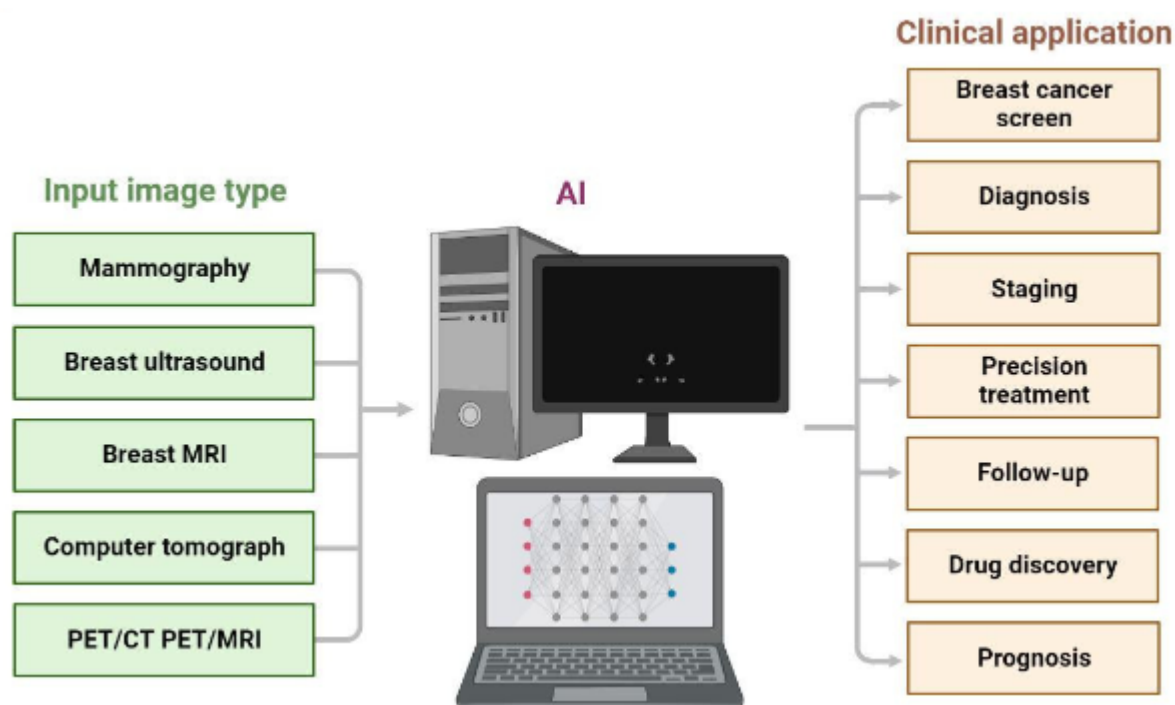 Clinical application
Breast cancer
screen
Input image type
AI
Diagnosis
Mammography
Staging
Breast ultrasound
Precision
treatment
Breast MRI
Follow-up
Computer tomograph
Drug discovery
PET/CT PET/MRI
Prognosis